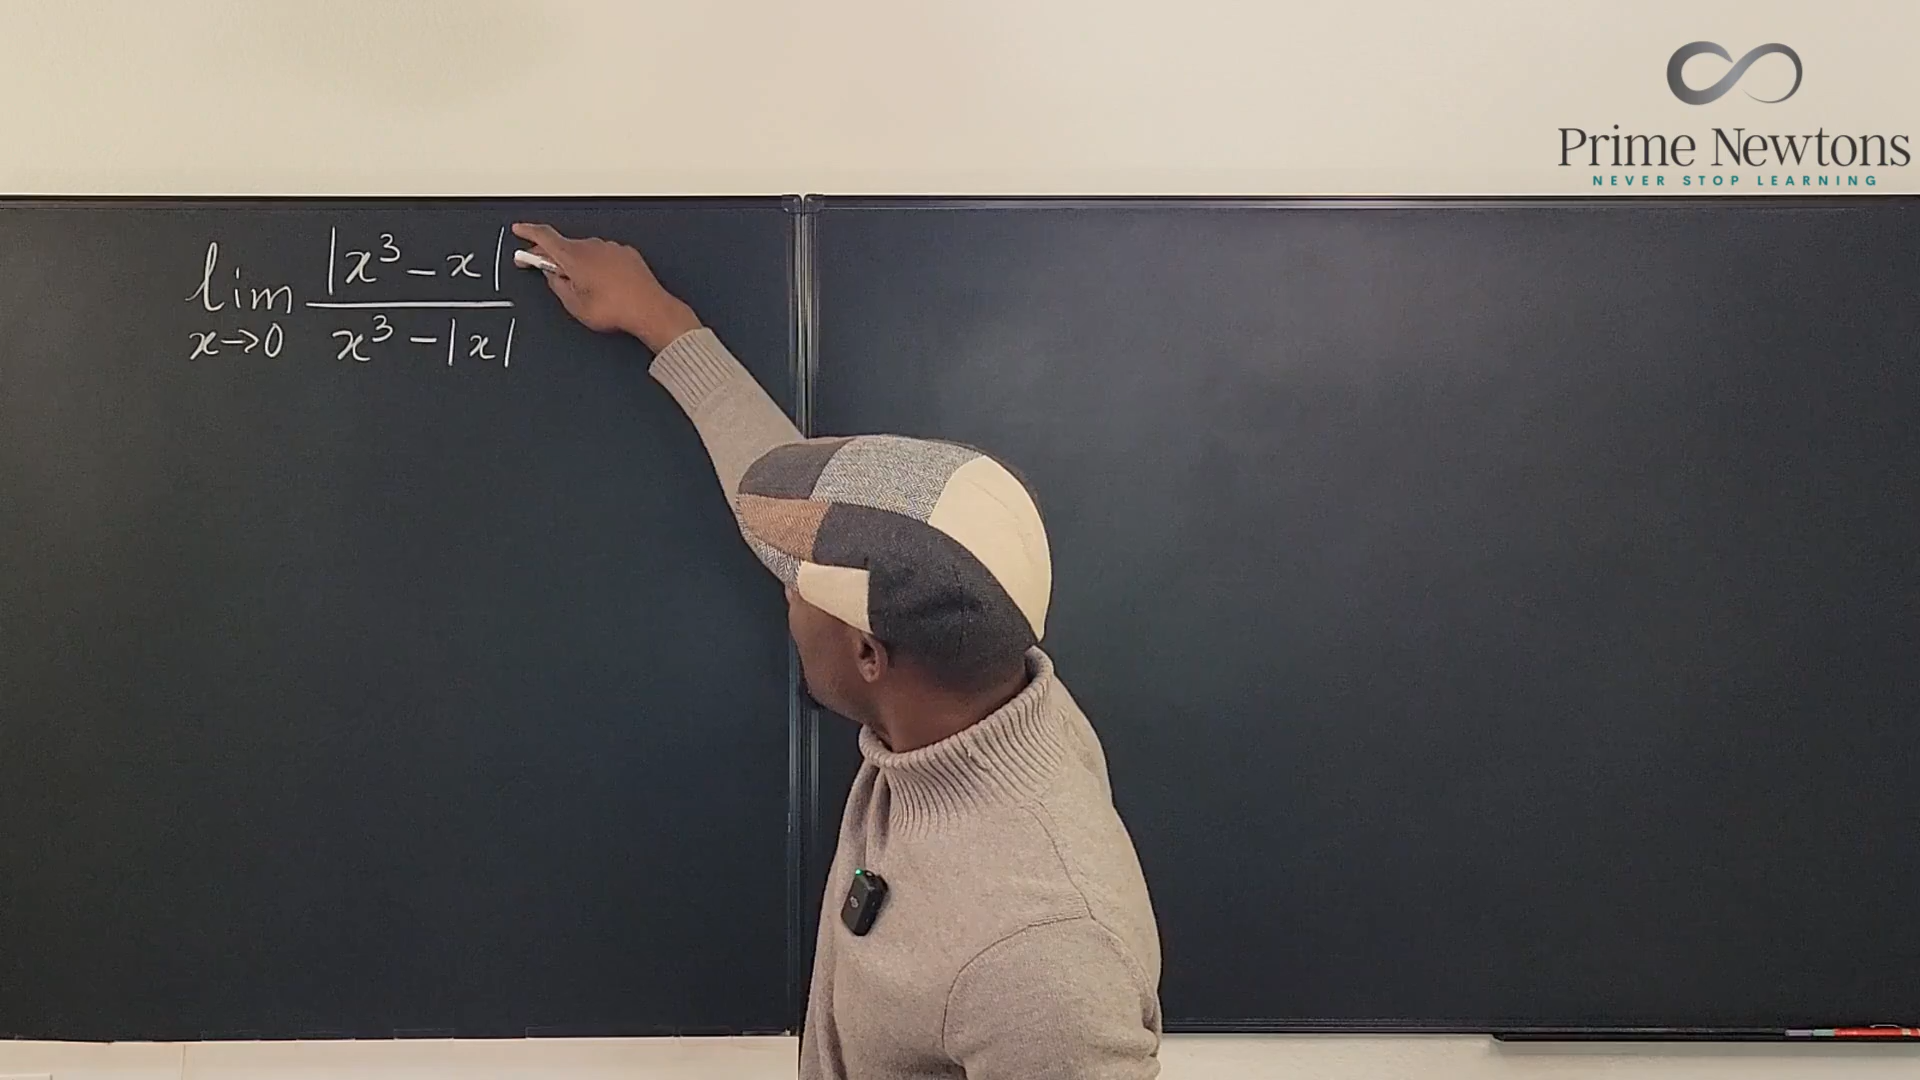 Prime Newtons
NEVER STOP LEARNING
lim |x³ - x|
x→0 x³ - |x|